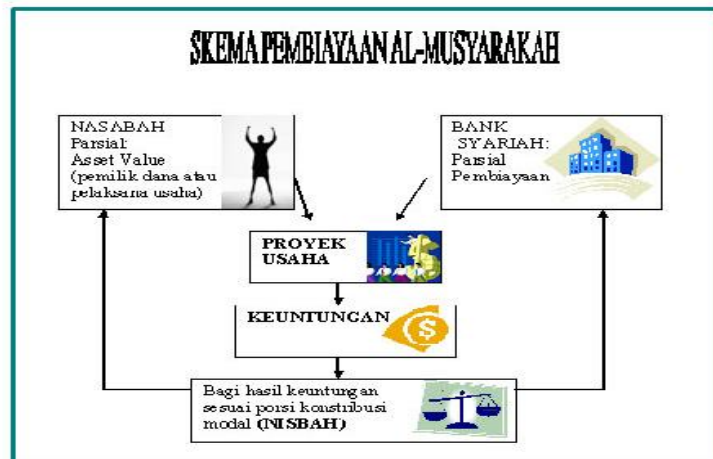 SKEMA PEMBIAYAAN AL-MUSYARAKAH
NASABAH
Parsial:
Asset Value
(pemilik dana atau
pelaksana usaha)
BANK
SYARIAH:
Parsial
Pembiayaan
PROYEK
USAHA
KEUNTUNGAN
Bagi hasil keuntungan
sesuai porsi konstribusi
modal (NISBAH)